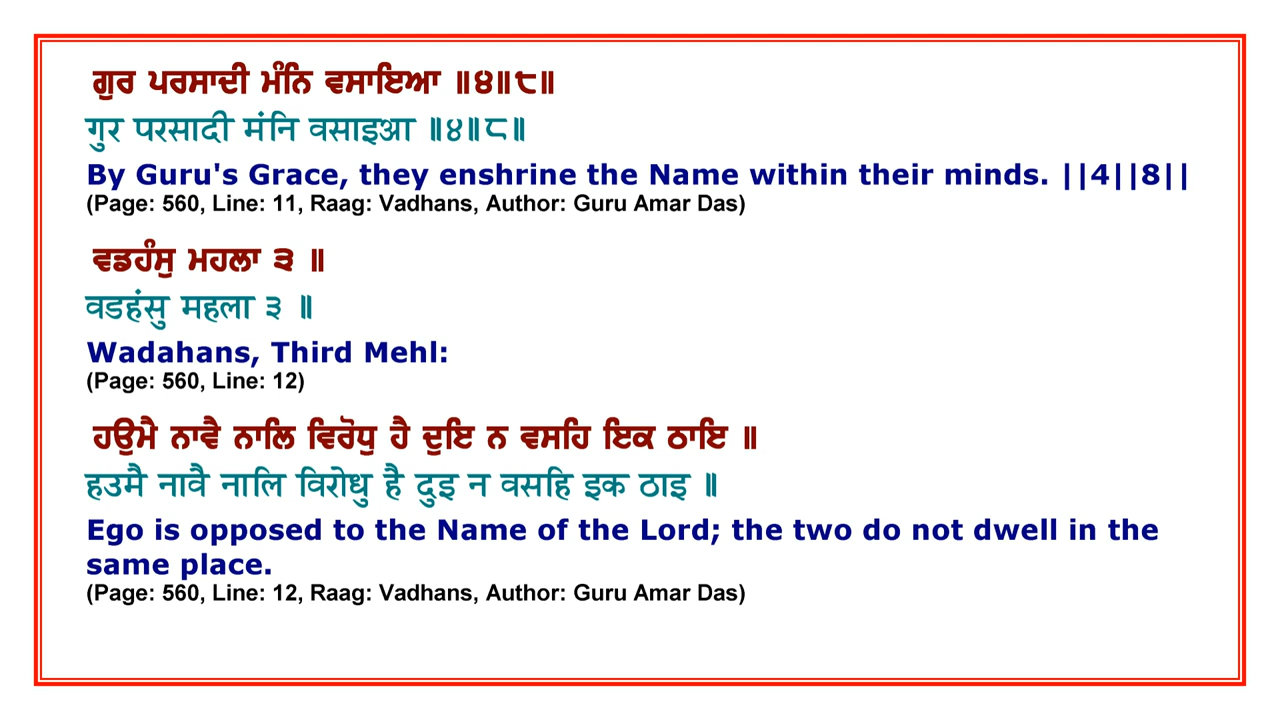 ਗੁਰ ਪਰਸਾਦੀ ਮੰਨਿ ਵਸਾਇਆ ॥੪॥੮॥
गुर परसादी मंनि वसाइआ ॥४॥८॥
By Guru's Grace, they enshrine the Name within their minds. ||4||8||
(Page: 560, Line: 11, Raag: Vadhans, Author: Guru Amar Das)
ਵਡਹੰਸੁ ਮਹਲਾ ੩ ॥
वडहंसु महला ३ ॥
Wadahans, Third Mehl:
(Page: 560, Line: 12)
ਹਉਮੈ ਨਾਵੈ ਨਾਲਿ ਵਿਰੋਧੁ ਹੈ ਦੁਇ ਨ ਵਸਹਿ ਇਕ ਠਾਇ ॥
हउमै नावै नालि विरोधु है दुइ न वसहि इक ठाइ ॥
Ego is opposed to the Name of the Lord; the two do not dwell in the
same place.
(Page: 560, Line: 12, Raag: Vadhans, Author: Guru Amar Das)